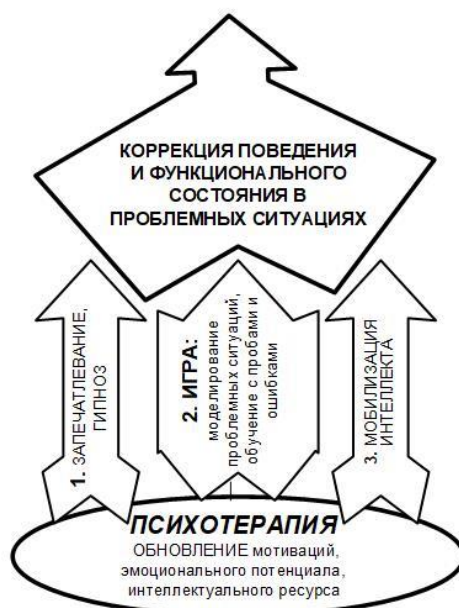 КОРРЕКЦИЯ ПОВЕДЕНИЯ
И ФУНКЦИОНАЛЬНОГО
СОСТОЯНИЯ В
ПРОБЛЕМНЫХ СИТУАЦИЯХ
1. ЗАПЕЧАТЛЕВАНИЕ,
ГИПНОЗ
2. ИГРА:
моделирование
проблемных ситуаций,
обучение с пробами и
ошибками
3. МОБИЛИЗАЦИЯ
ИНТЕЛЛЕКТА
ПСИХОТЕРАПИЯ
ОБНОВЛЕНИЕ мотиваций,
эмоционального потенциала,
интеллектуального ресурса